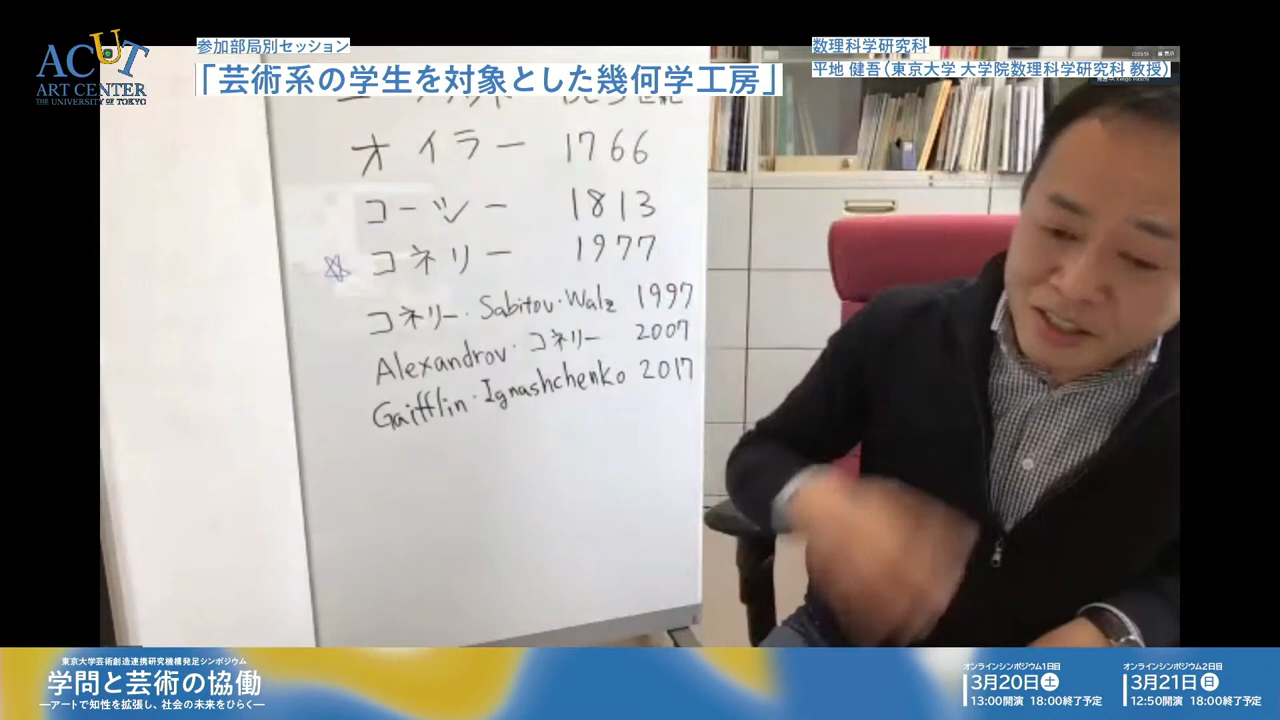 ACUT
ART CENTER
THE UNIVERSITY OF TOKYO
参加部局別セッション
「芸術系の学生を対象とした幾何学工房」
数理科学研究科
平地 健吾（東京大学 大学院数理科学研究科 教授）
オイラー 1766
コーシー 1813
☆ コネリー 1977
コネリー・Sabitov・Walz 1997
Alexandrov・コネリー 2007
Gaifflin・Ignashchenko 2017
東京大学芸術創造連携研究機構発足シンポジウム
学問と芸術の協働
―アートで知性を拡張し、社会の未来をひらく―
オンラインシンポジウム1日目
3月20日 土
13:00開演 18:00終了予定
オンラインシンポジウム2日目
3月21日 日
12:50開演 18:00終了予定